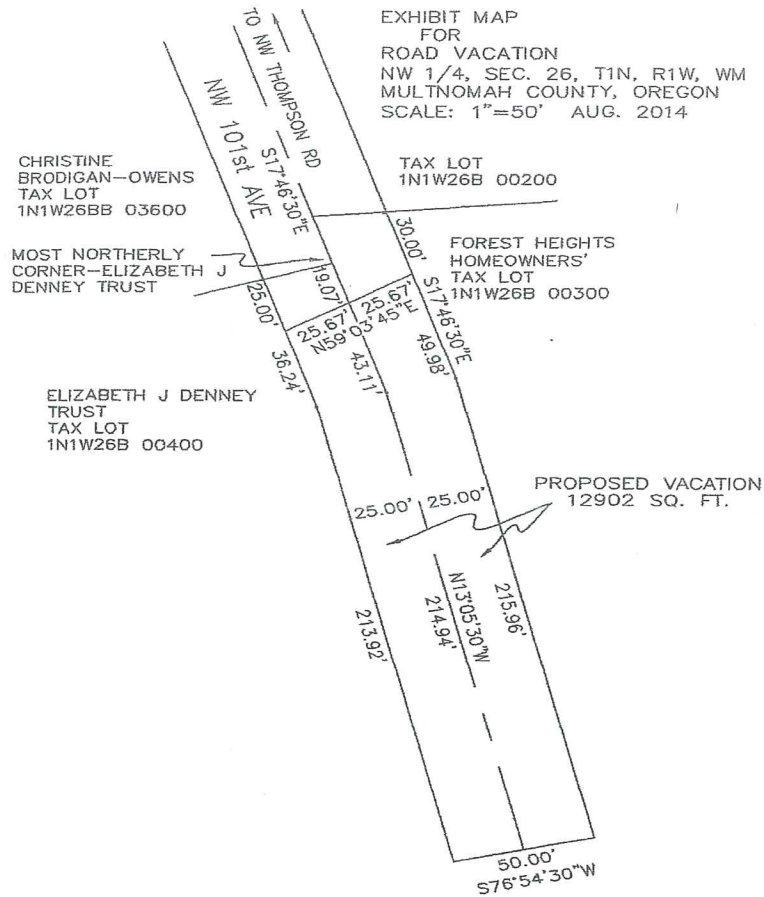 EXHIBIT MAP
FOR
ROAD VACATION
NW 1/4, SEC. 26, T1N, R1W, WM
MULTNOMAH COUNTY, OREGON
SCALE: 1"=50' AUG. 2014
TO NW THOMPSON RD
NW 101st AVE
S17°46'30"E
CHRISTINE
BRODIGAN-OWENS
TAX LOT
1N1W26BB 03600
TAX LOT
1N1W26B 00200
MOST NORTHERLY
CORNER-ELIZABETH J
DENNEY TRUST
30.00'
FOREST HEIGHTS
HOMEOWNERS'
TAX LOT
1N1W26B 00300
19.07'
25.00'
25.67'
25.67'
N59°03'45"E
S17°46'30"E
36.24'
43.11'
49.98'
ELIZABETH J DENNEY
TRUST
TAX LOT
1N1W26B 00400
25.00'
25.00'
PROPOSED VACATION
12902 SQ. FT.
213.92'
N13°05'30"W
214.94'
215.96'
50.00'
S76°54'30"W